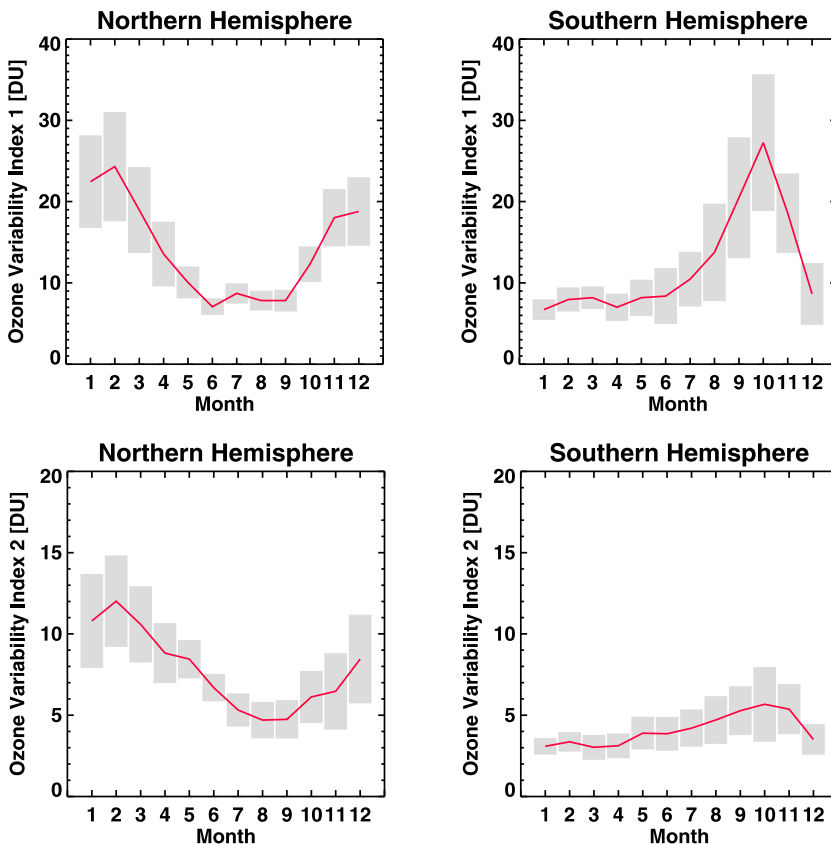 Northern Hemisphere
Ozone Variability Index 1 [DU]
40
30
20
10
0
1 2 3 4 5 6 7 8 9 10 11 12
Month
Southern Hemisphere
Ozone Variability Index 1 [DU]
40
30
20
10
0
1 2 3 4 5 6 7 8 9 10 11 12
Month
Northern Hemisphere
Ozone Variability Index 2 [DU]
20
15
10
5
0
1 2 3 4 5 6 7 8 9 10 11 12
Month
Southern Hemisphere
Ozone Variability Index 2 [DU]
20
15
10
5
0
1 2 3 4 5 6 7 8 9 10 11 12
Month